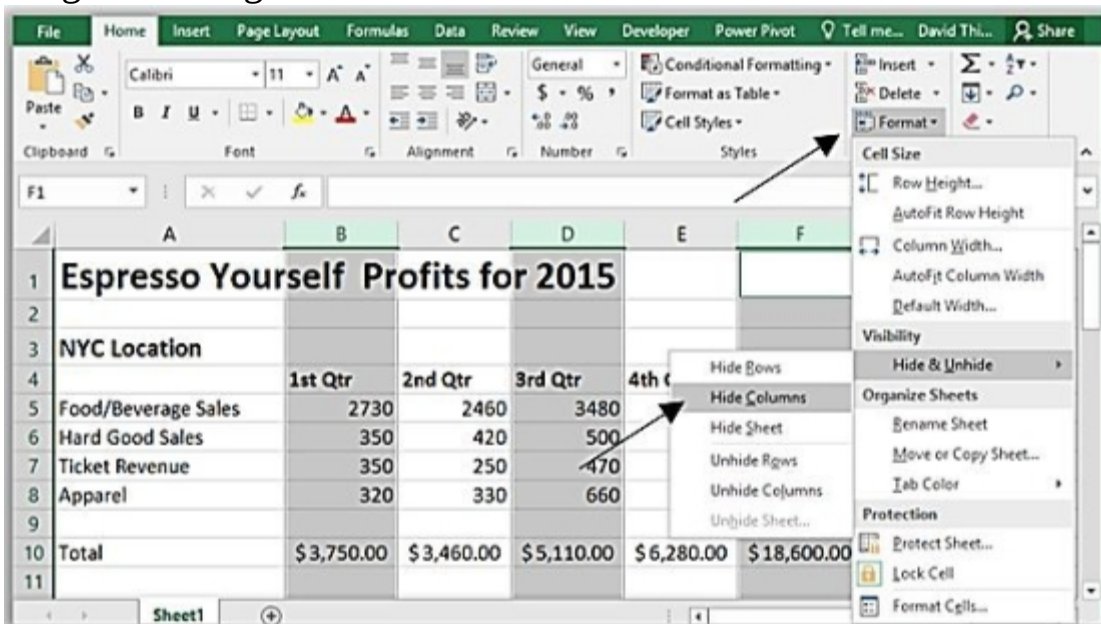 File Home Insert Page Layout Formulas Data Review View Developer Power Pivot Tell me... David Thi... Share
Calibri 11 A A General Conditional Formatting Insert Σ
Paste B I U A $ % , Format as Table Delete
Cell Styles Format
Clipboard Font Alignment Number Styles Cell Size
F1 fx Row Height...
AutoFit Row Height
A B C D E F Column Width...
1 Espresso Yourself Profits for 2015 AutoFit Column Width
2 Default Width...
Visibility
3 NYC Location Hide Rows Hide & Unhide
4 1st Qtr 2nd Qtr 3rd Qtr 4th Hide Columns Organize Sheets
5 Food/Beverage Sales 2730 2460 3480 Hide Sheet Rename Sheet
6 Hard Good Sales 350 420 500 Unhide Rows Move or Copy Sheet...
7 Ticket Revenue 350 250 470 Unhide Columns Tab Color
8 Apparel 320 330 660 Unhide Sheet... Protection
9
10 Total $3,750.00 $3,460.00 $5,110.00 $6,280.00 $18,600.00 Protect Sheet...
11 Lock Cell
Sheet1 Format Cells...